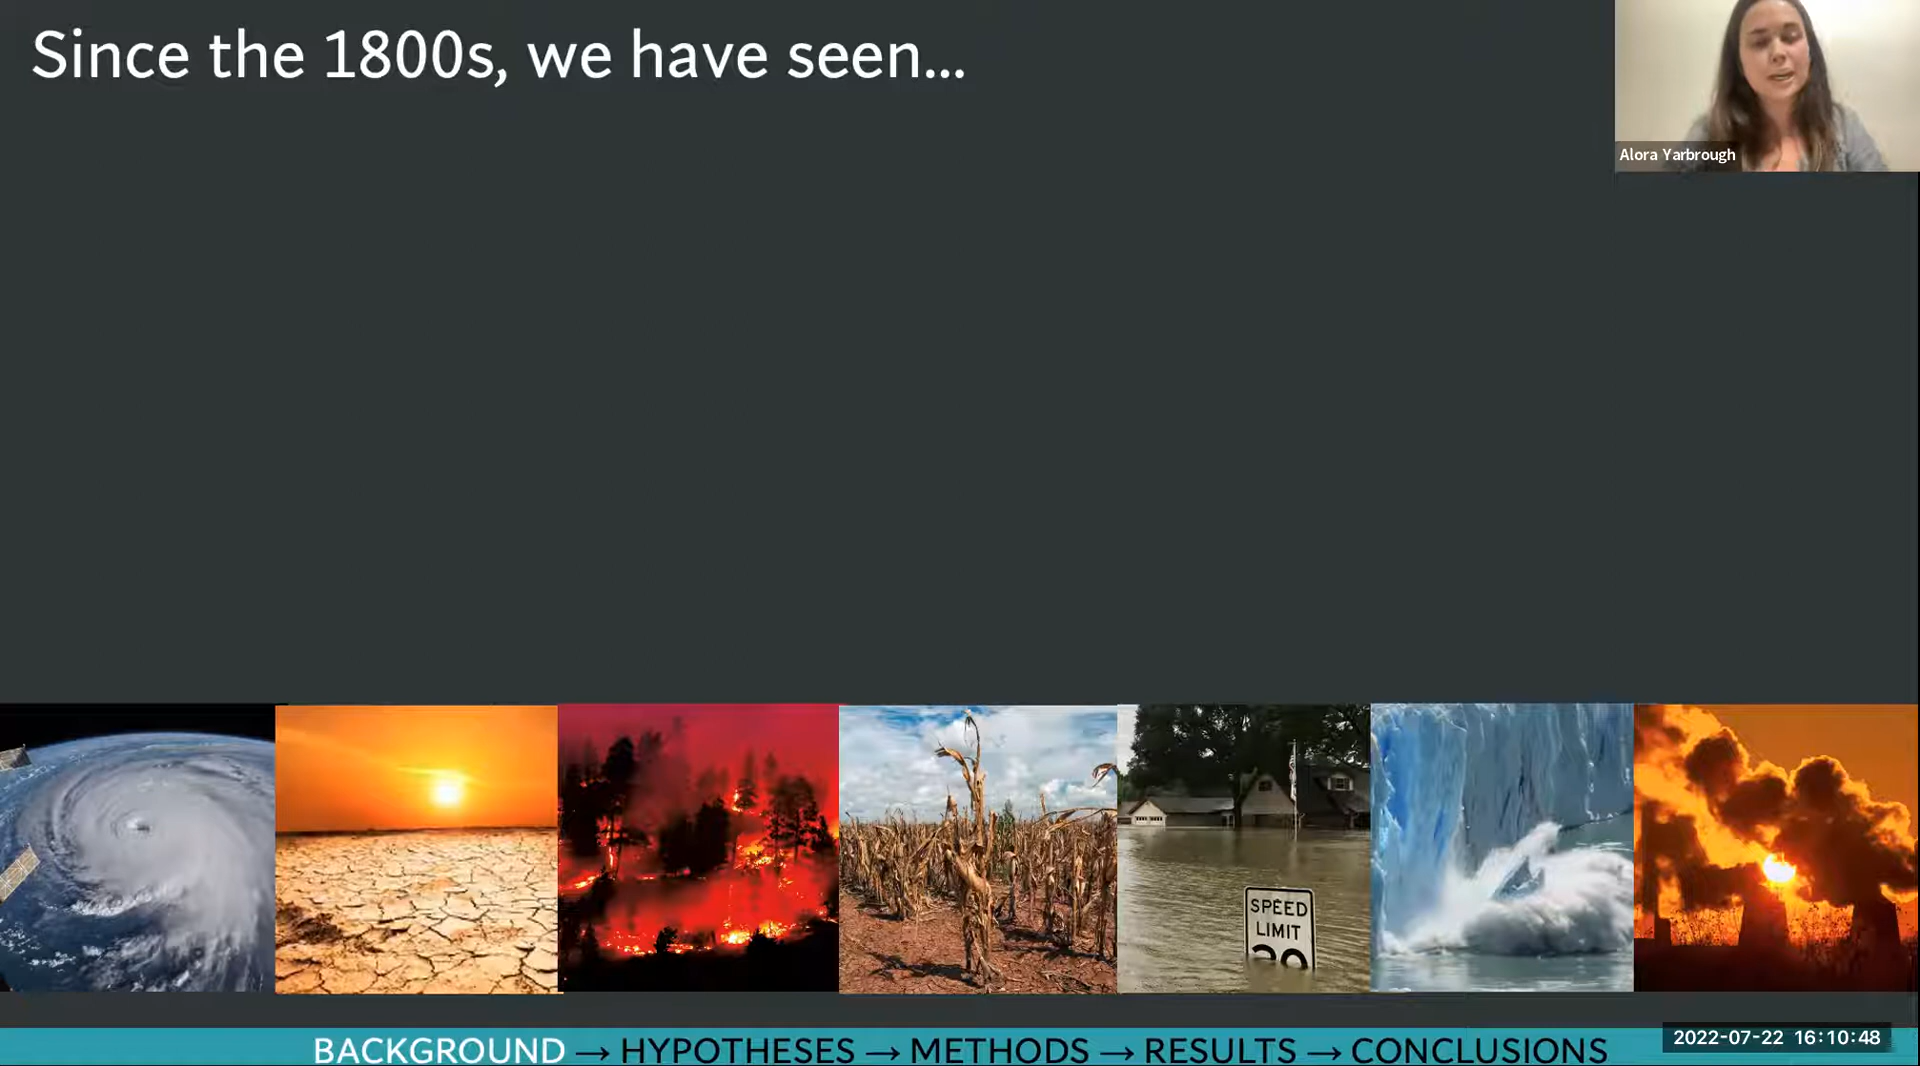 Since the 1800s, we have seen...
Alora Yarbrough
SPEED
LIMIT
BACKGROUND → HYPOTHESES → METHODS → RESULTS → CONCLUSIONS
2022-07-22 16:10:48